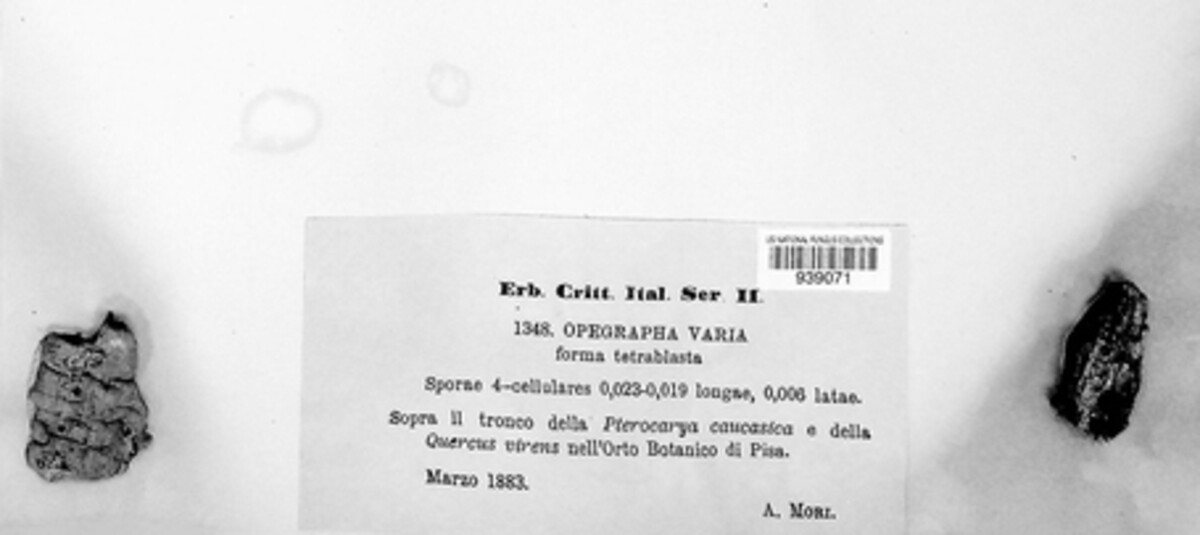 US NATIONAL FUNGUS COLLECTIONS
939071
Erb. Critt. Ital. Ser II.
1348. OPEGRAPHA VARIA
forma tetrablasta
Sporae 4-cellulares 0,023-0,019 longae, 0,006 latae.
Sopra il tronco della Pterocarya caucasica e della
Quercus virens nell'Orto Botanico di Pisa.
Marzo 1883.
A. MORI.